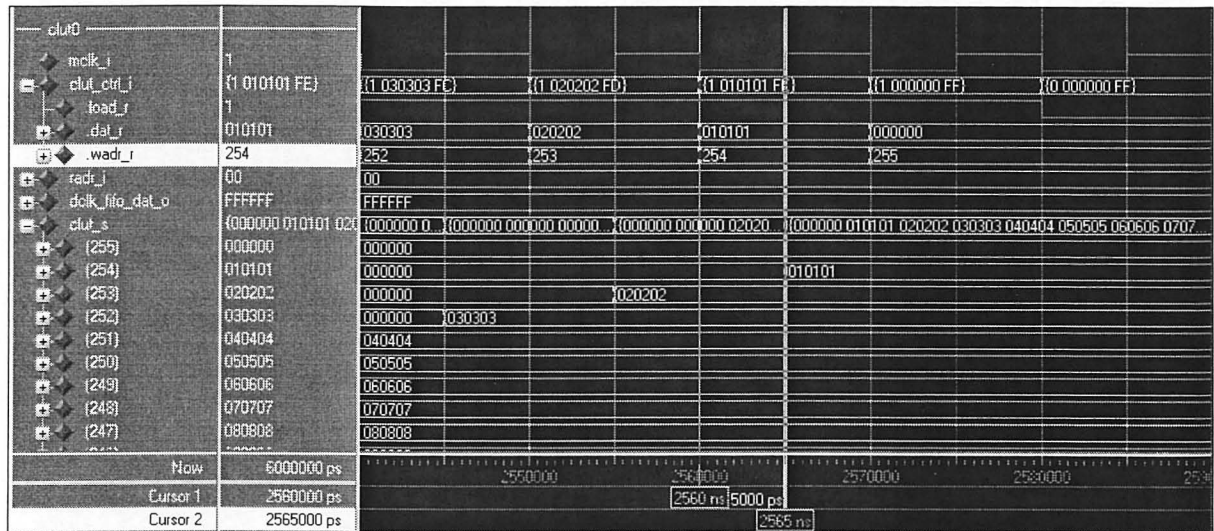 clut0
mclk_i 1
clut_ctrl_i {1 010101 FE} {{1 030303 FC} {{1 020202 FD} {{1 010101 FE} {{1 000000 FF} {{0 000000 FF}
.load_r 1
.dat_r 010101 030303 020202 010101 000000
.wadr_r 254 252 253 254 255
radr_i 00 00
dclk_fifo_dat_o FFFFFF FFFFFF
clut_s {000000 010101 020 {000000 0... {{000000 000000 00000... {{000000 000000 02020... {{000000 010101 020202 030303 040404 050505 060606 0707...
(255) 000000 000000
(254) 010101 000000 010101
(253) 020202 000000 020202
(252) 030303 000000 030303
(251) 040404 040404
(250) 050505 050505
(249) 060606 060606
(248) 070707 070707
(247) 080808 080808
Now 6000000 ps 2550000 2560000 2570000 2580000
Cursor 1 2560000 ps 2560 ns 5000 ps
Cursor 2 2565000 ps 2565 ns